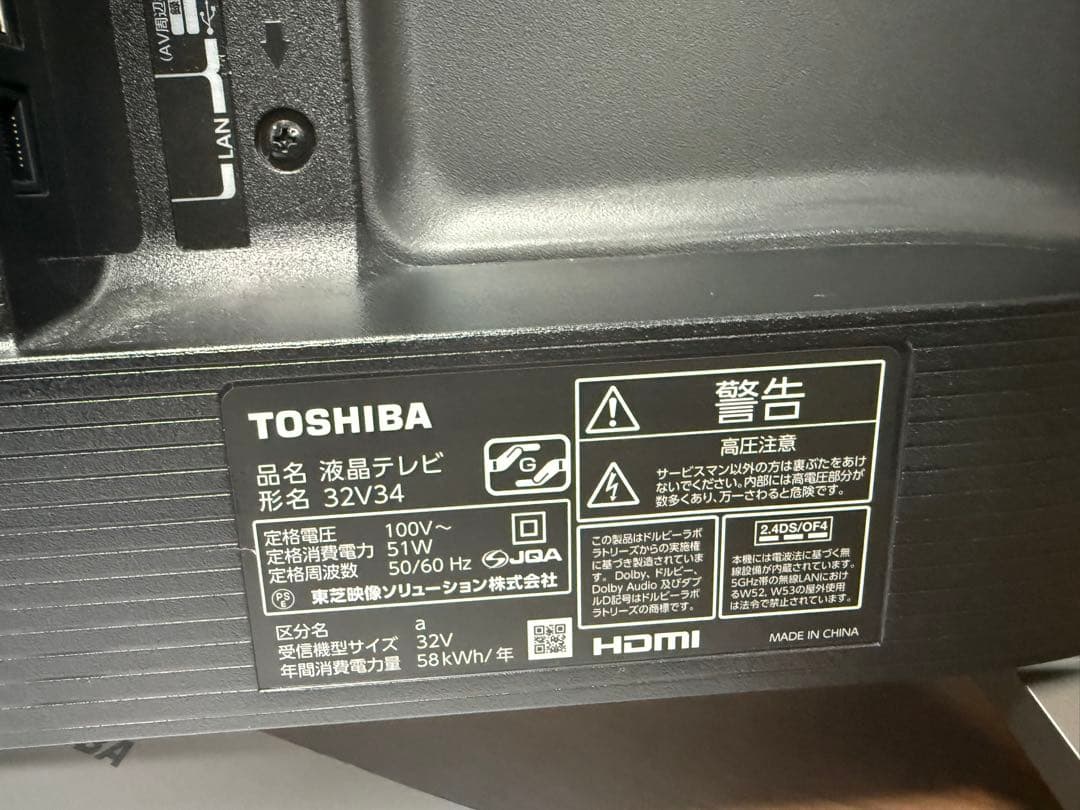 (AV周辺
LAN
TOSHIBA
品名 液晶テレビ
形名 32V34
G
定格電圧 100V～
定格消費電力 51W
定格周波数 50/60 Hz
JQA
PS
E
東芝映像ソリューション株式会社
区分名 a
受信機型サイズ 32V
年間消費電力量 58kWh/年
警告
高圧注意
サービスマン以外の方は裏ぶたをあけ
ないでください。内部には高電圧部分が
数多くあり、万一さわると危険です。
この製品はドルビーラボ
ラトリーズからの実施権
に基づき製造されていま
す。Dolby、ドルビー、
Dolby Audio 及びダブ
ルD記号はドルビーラボ
ラトリーズの商標です。
2.4DS/OF4
本機には電波法に基づく無
線設備が内蔵されています。
5GHz帯の無線LANにおけ
るW52, W53の屋外使用
は法令で禁止されています。
HDMI
MADE IN CHINA
BA